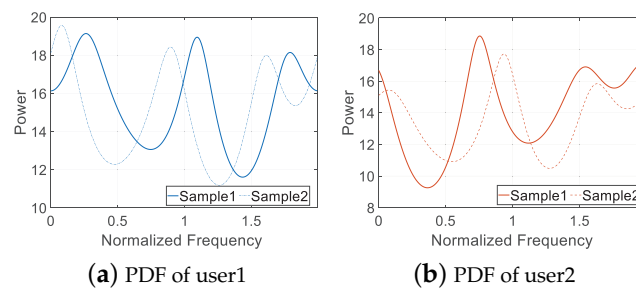 20
18
16
14
12
10
Power
0
0.5
1
1.5
Normalized Frequency
Sample1
Sample2
(a) PDF of user1
20
18
16
14
12
10
8
Power
0
0.5
1
1.5
Normalized Frequency
Sample1
Sample2
(b) PDF of user2